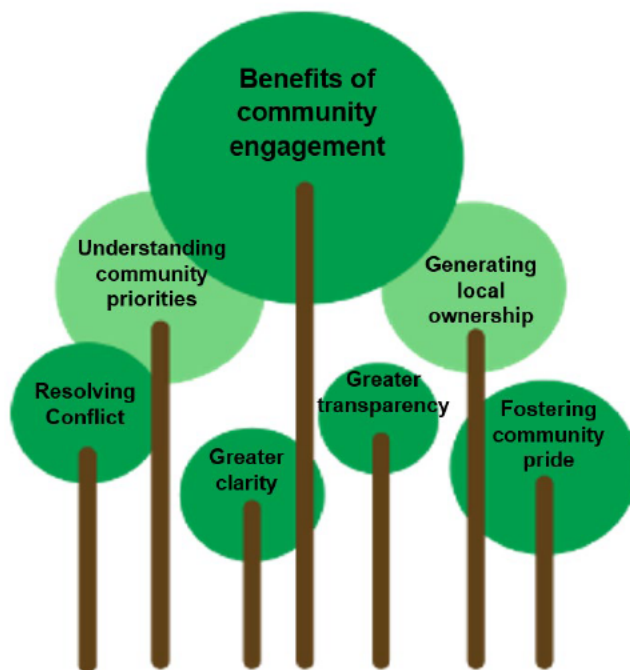 Benefits of
community
engagement
Understanding
community
priorities
Generating
local
ownership
Resolving
Conflict
Greater
transparency
Fostering
community
pride
Greater
clarity